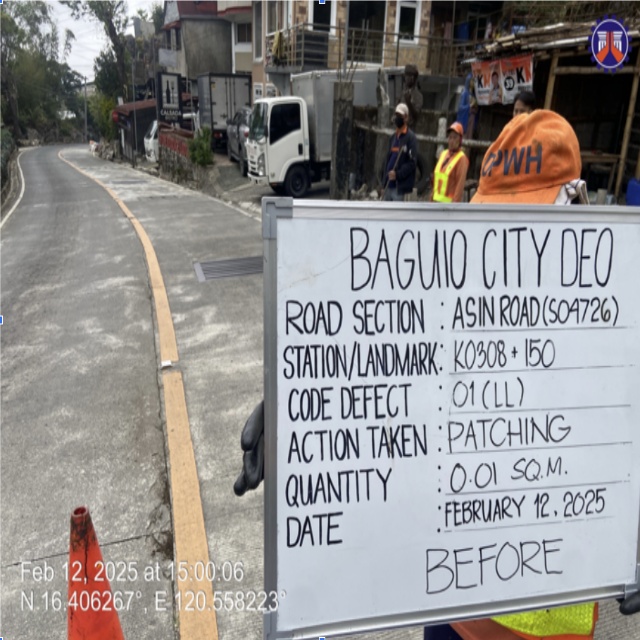 DPWH
BAGUIO CITY DEO
ROAD SECTION : ASIN ROAD (S04726)
STATION/LANDMARK: K0308 + 150
CODE DEFECT : 01 (LL)
ACTION TAKEN : PATCHING
QUANTITY : 0.01 SQ.M.
DATE : FEBRUARY 12, 2025
BEFORE
Feb 12, 2025 at 15:00:06
N 16.406267°, E 120.558223°